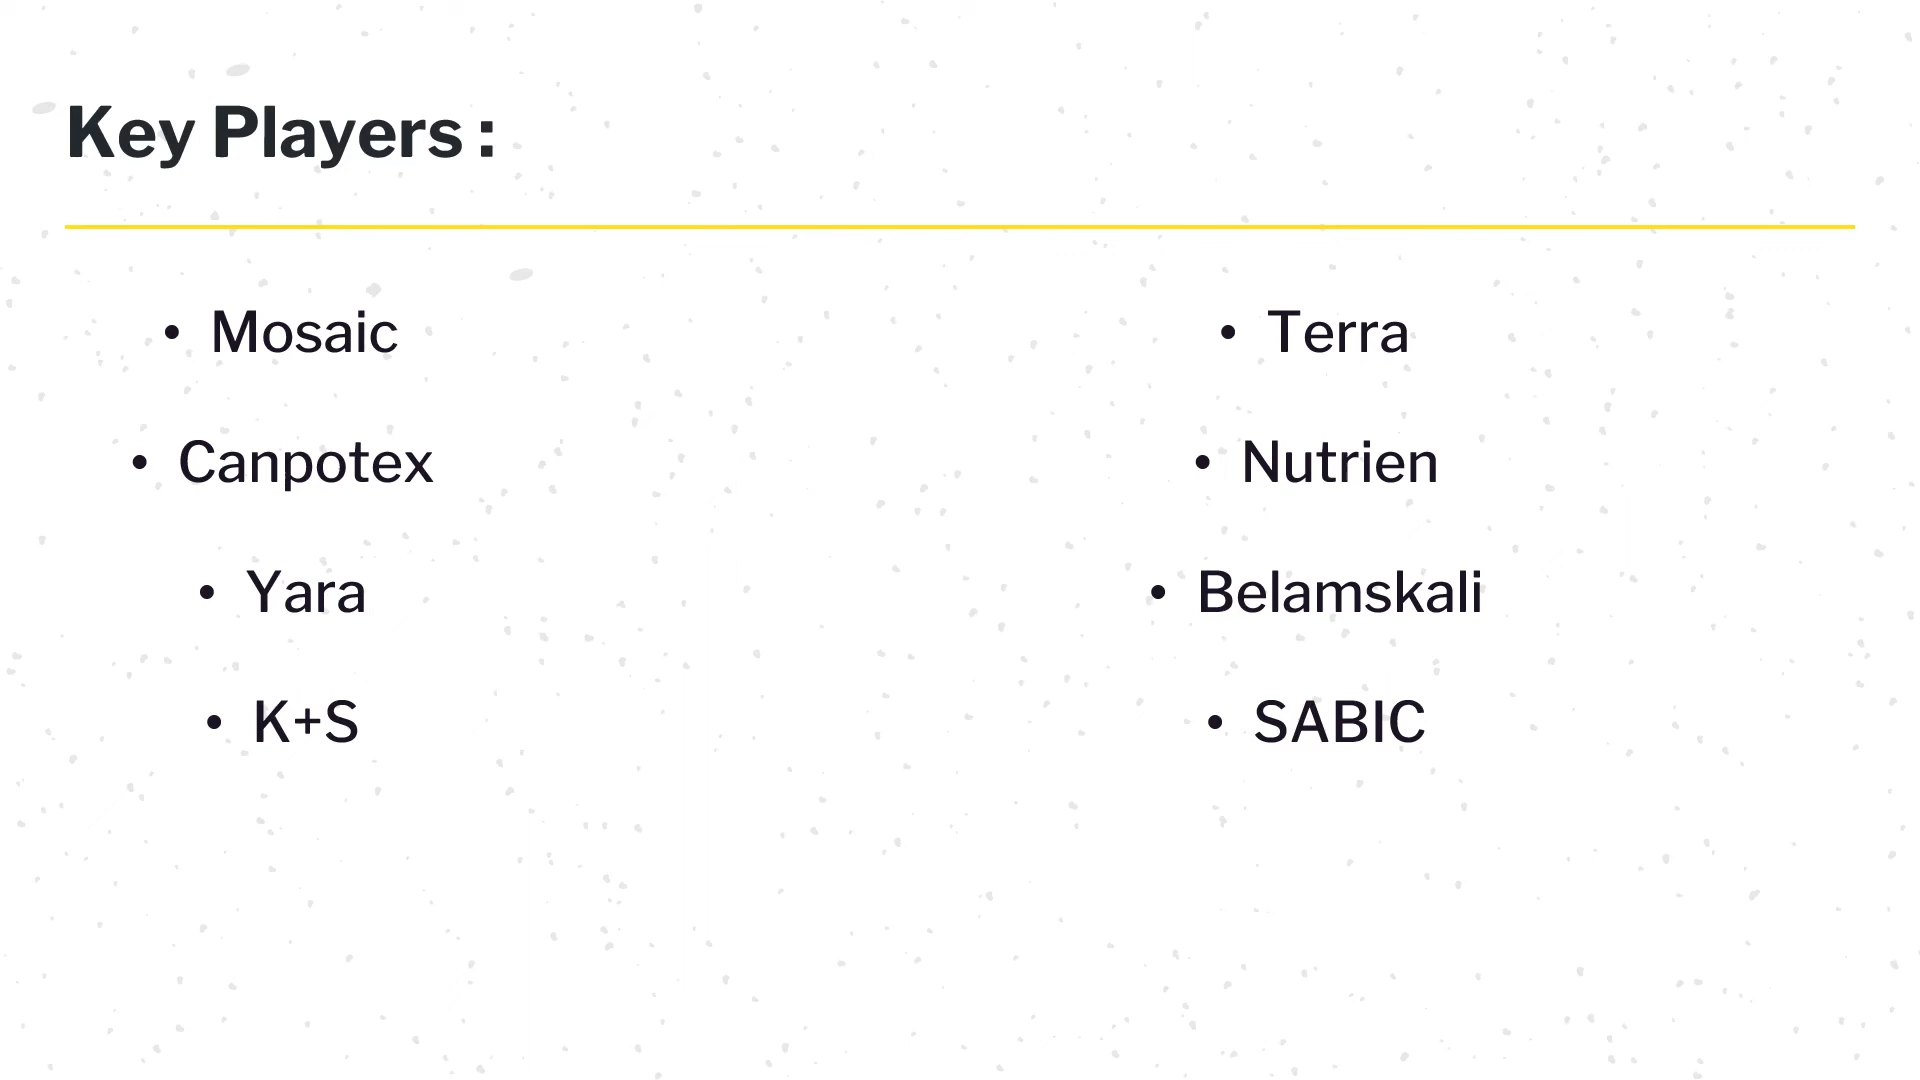 Key Players :
• Mosaic
• Canpotex
• Yara
• K+S
• Terra
• Nutrien
• Belamskali
• SABIC